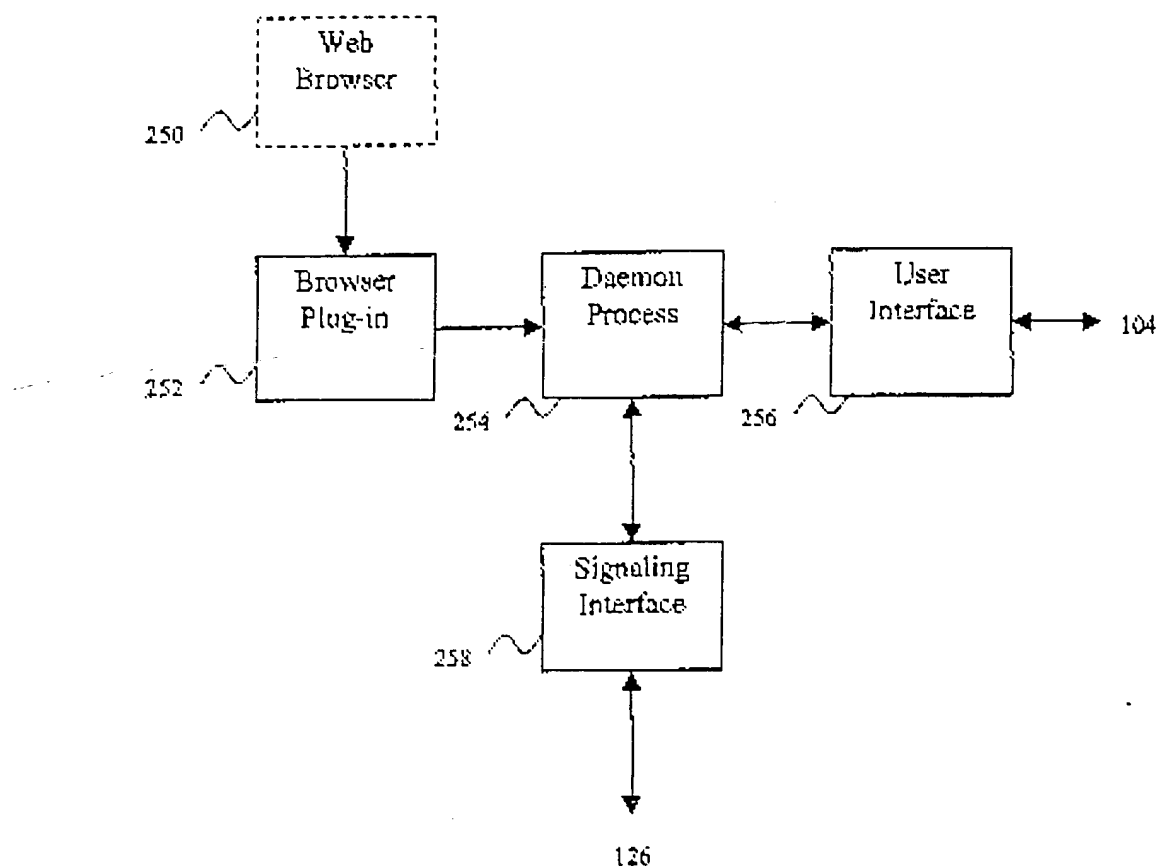 Web
Browser
250
Browser
Plug-in
252
Daemon
Process
254
User
Interface
256
104
Signaling
Interface
258
126